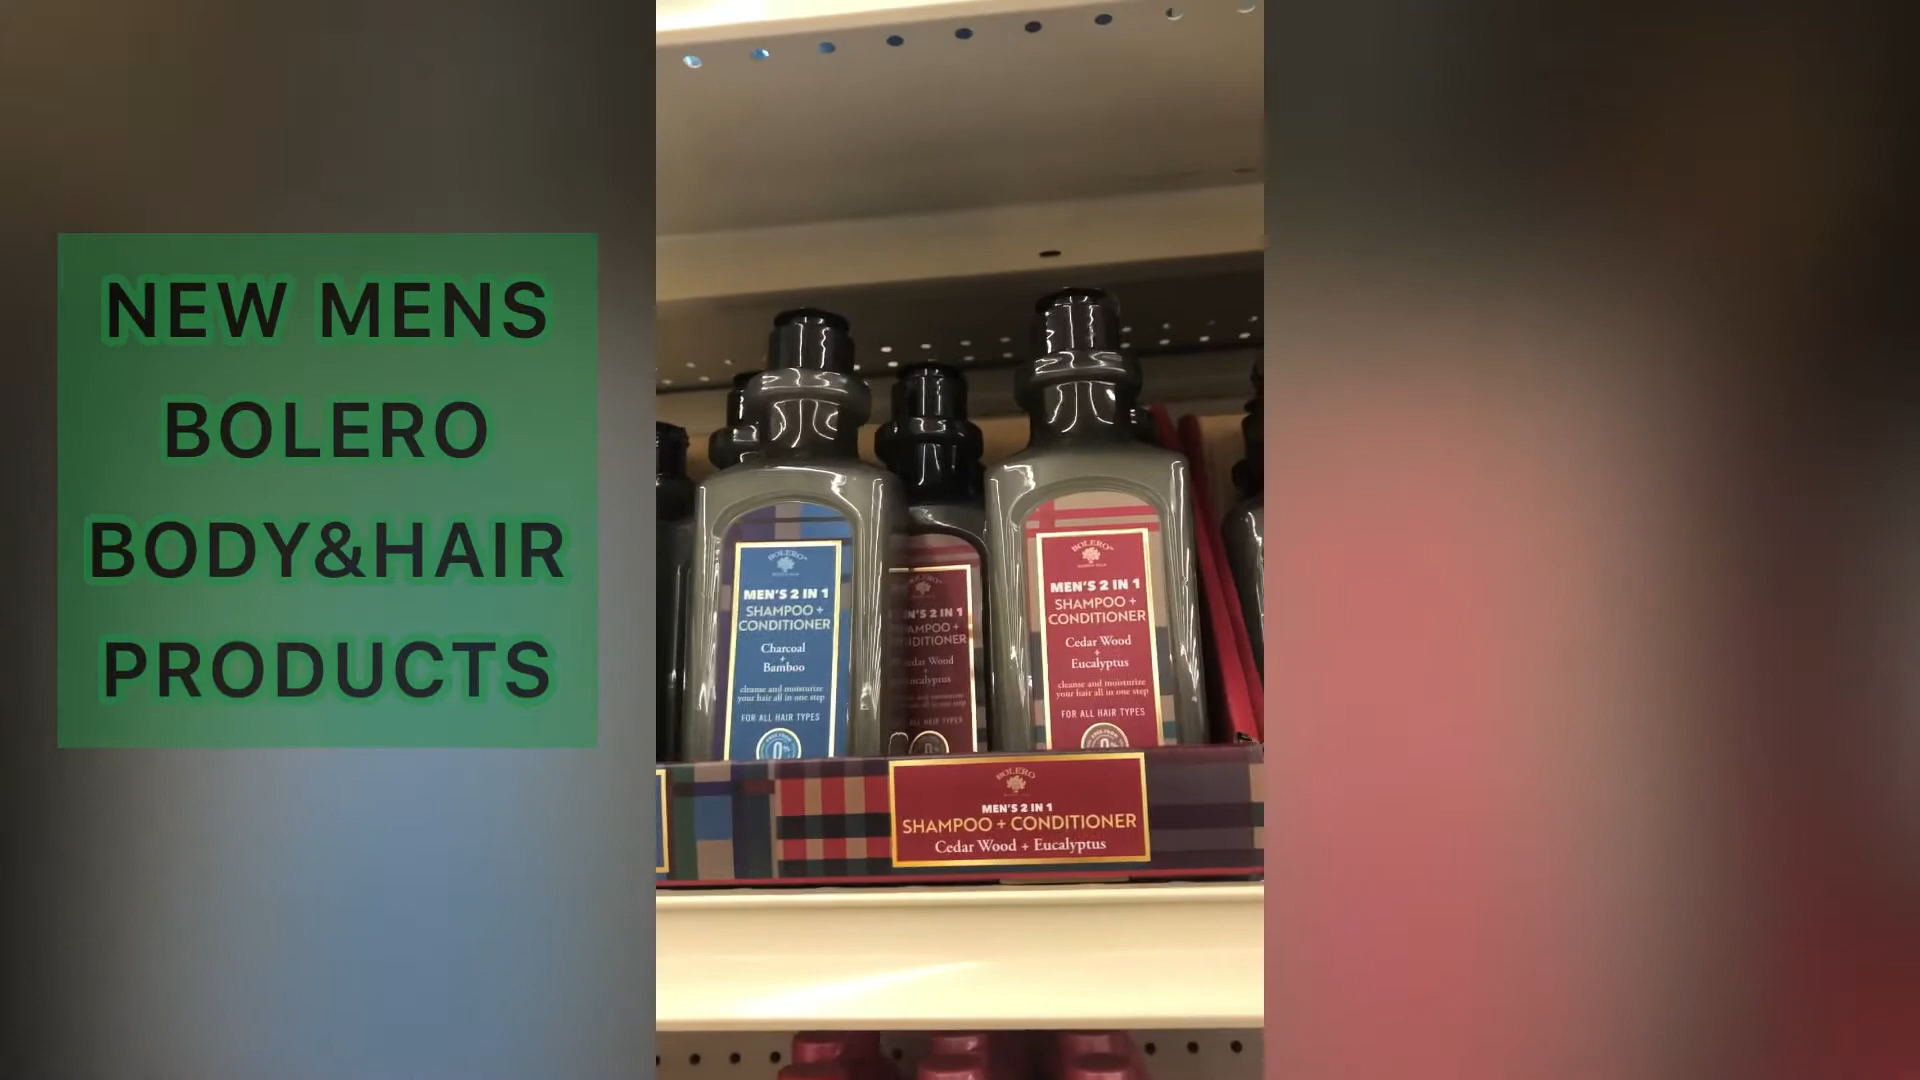 NEW MENS
BOLERO
BODY&HAIR
PRODUCTS
BOLERO
MEN'S 2 IN 1
SHAMPOO +
CONDITIONER
Charcoal
+
Bamboo
cleanse and moisturize
your hair all in one step
FOR ALL HAIR TYPES
0%
BOLERO
MEN'S 2 IN 1
SHAMPOO +
CONDITIONER
Cedar Wood
+
Eucalyptus
cleanse and moisturize
your hair all in one step
FOR ALL HAIR TYPES
BOLERO
MEN'S 2 IN 1
SHAMPOO + CONDITIONER
Cedar Wood + Eucalyptus